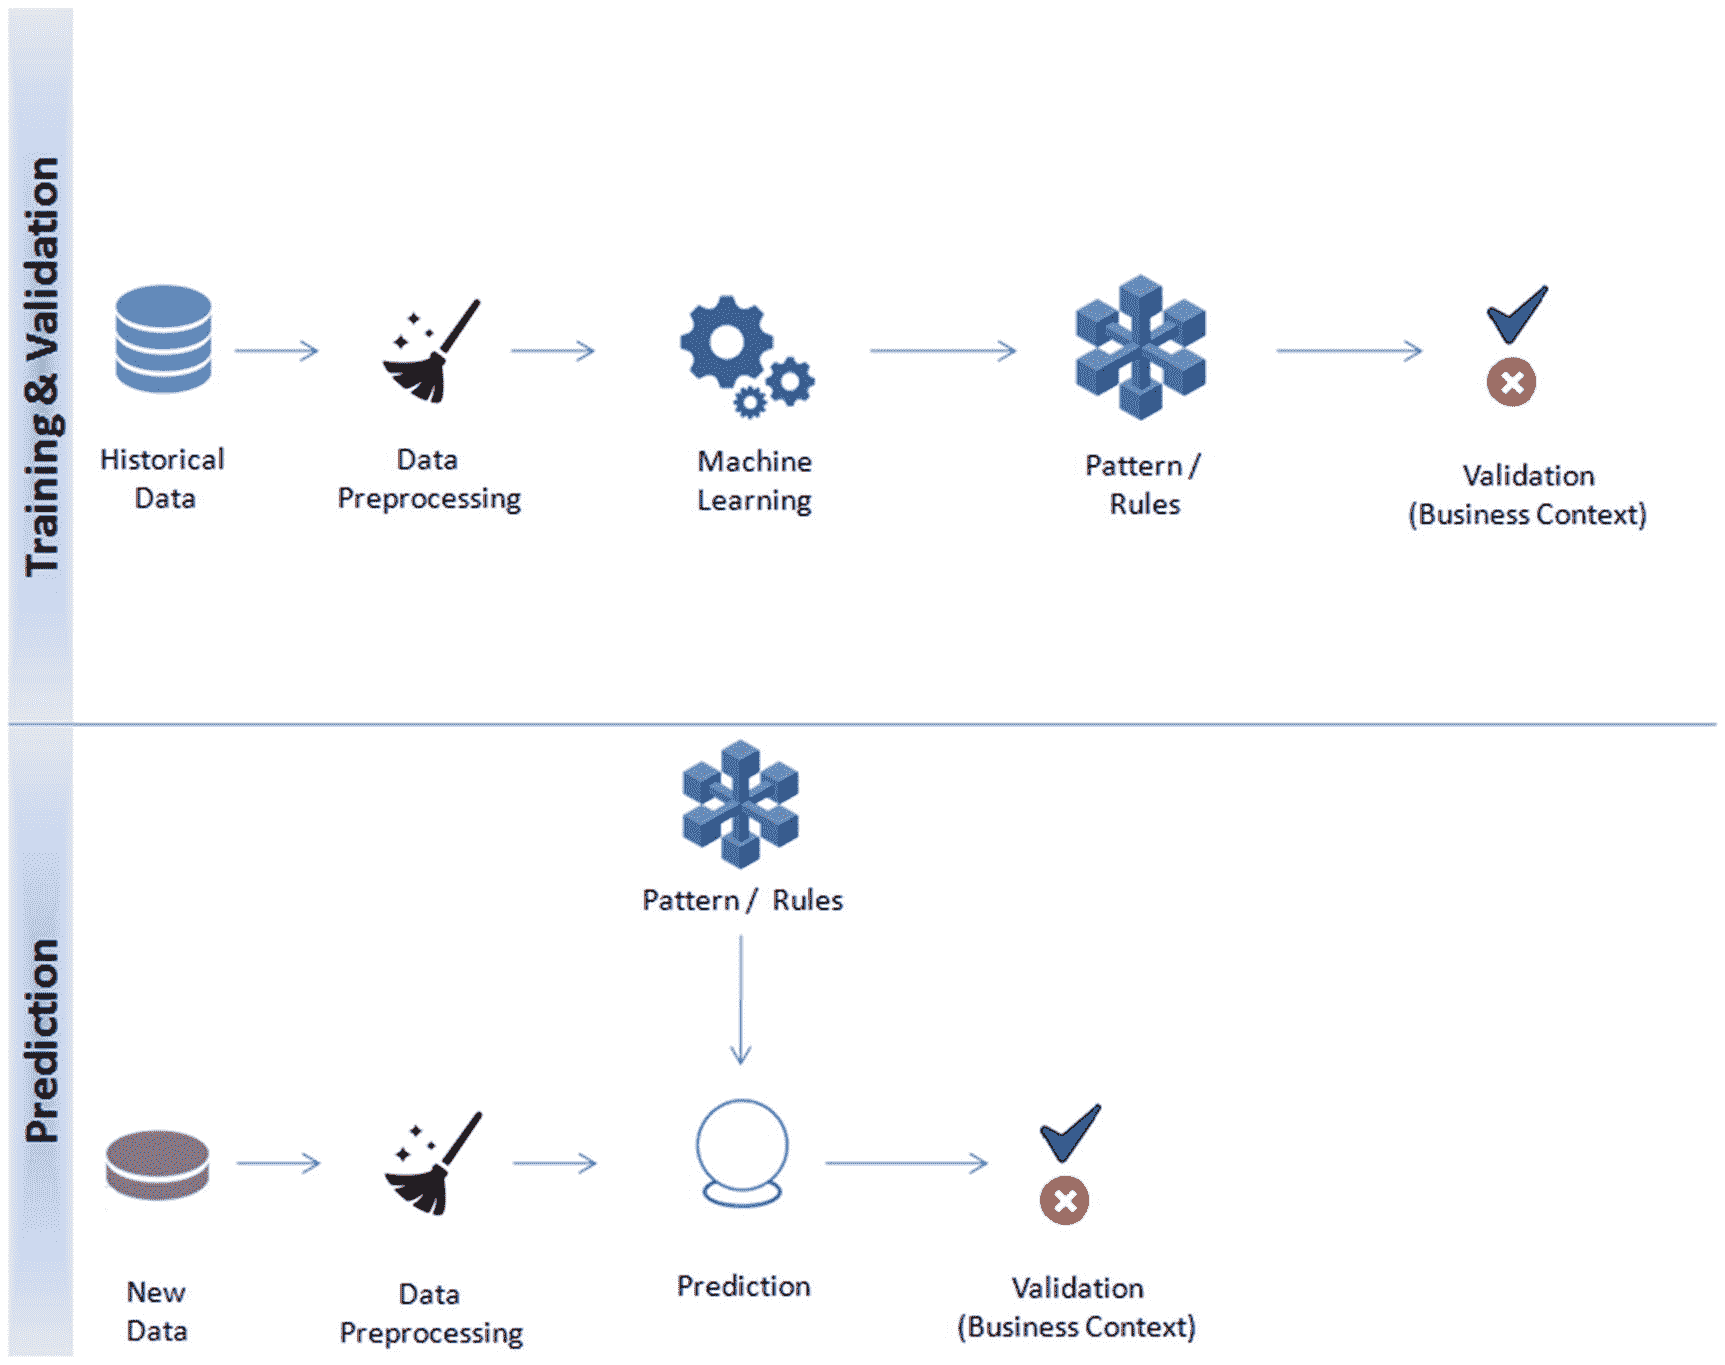 Training & Validation
Historical
Data
Data
Preprocessing
Machine
Learning
Pattern /
Rules
Validation
(Business Context)
Prediction
Pattern / Rules
New
Data
Data
Preprocessing
Prediction
Validation
(Business Context)